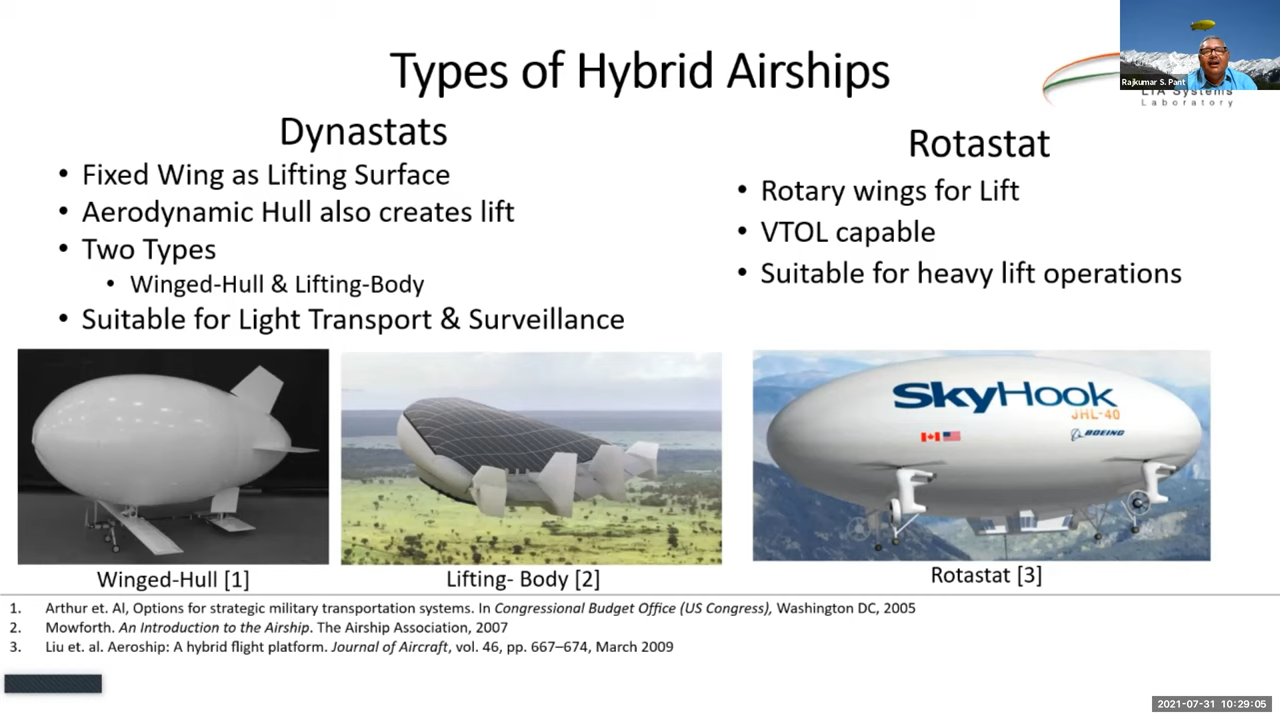 Types of Hybrid Airships
Rajkumar S. Pant
LTA Systems
Laboratory
Dynastats
• Fixed Wing as Lifting Surface
• Aerodynamic Hull also creates lift
• Two Types
• Winged-Hull & Lifting-Body
• Suitable for Light Transport & Surveillance
Rotastat
• Rotary wings for Lift
• VTOL capable
• Suitable for heavy lift operations
SkyHook
JHL-40
BOEING
Winged-Hull [1]
Lifting- Body [2]
Rotastat [3]
1. Arthur et. Al, Options for strategic military transportation systems. In Congressional Budget Office (US Congress), Washington DC, 2005
2. Mowforth. An Introduction to the Airship. The Airship Association, 2007
3. Liu et. al. Aeroship: A hybrid flight platform. Journal of Aircraft, vol. 46, pp. 667–674, March 2009
2021-07-31 10:29:05